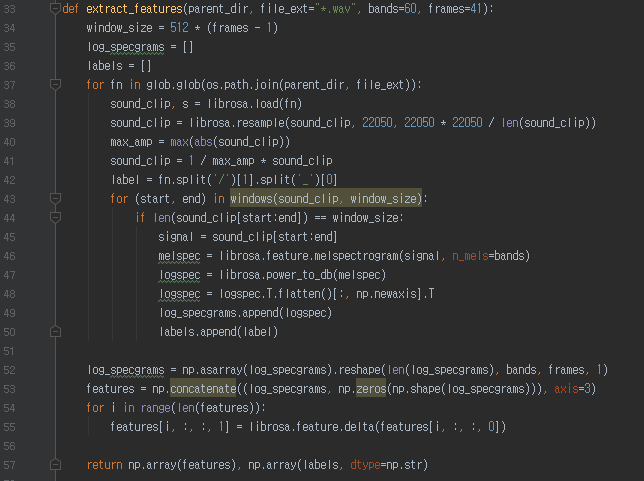 33 def extract_features(parent_dir, file_ext="*.wav", bands=60, frames=41):
34     window_size = 512 * (frames - 1)
35     log_specgrams = []
36     labels = []
37     for fn in glob.glob(os.path.join(parent_dir, file_ext)):
38         sound_clip, s = librosa.load(fn)
39         sound_clip = librosa.resample(sound_clip, 22050, 22050 * 22050 / len(sound_clip))
40         max_amp = max(abs(sound_clip))
41         sound_clip = 1 / max_amp * sound_clip
42         label = fn.split('/')[1].split('_')[0]
43         for (start, end) in windows(sound_clip, window_size):
44             if len(sound_clip[start:end]) == window_size:
45                 signal = sound_clip[start:end]
46                 melspec = librosa.feature.melspectrogram(signal, n_mels=bands)
47                 logspec = librosa.power_to_db(melspec)
48                 logspec = logspec.T.flatten()[:, np.newaxis].T
49                 log_specgrams.append(logspec)
50                 labels.append(label)
51
52     log_specgrams = np.asarray(log_specgrams).reshape(len(log_specgrams), bands, frames, 1)
53     features = np.concatenate((log_specgrams, np.zeros(np.shape(log_specgrams))), axis=3)
54     for i in range(len(features)):
55         features[i, :, :, 1] = librosa.feature.delta(features[i, :, :, 0])
56
57     return np.array(features), np.array(labels, dtype=np.str)